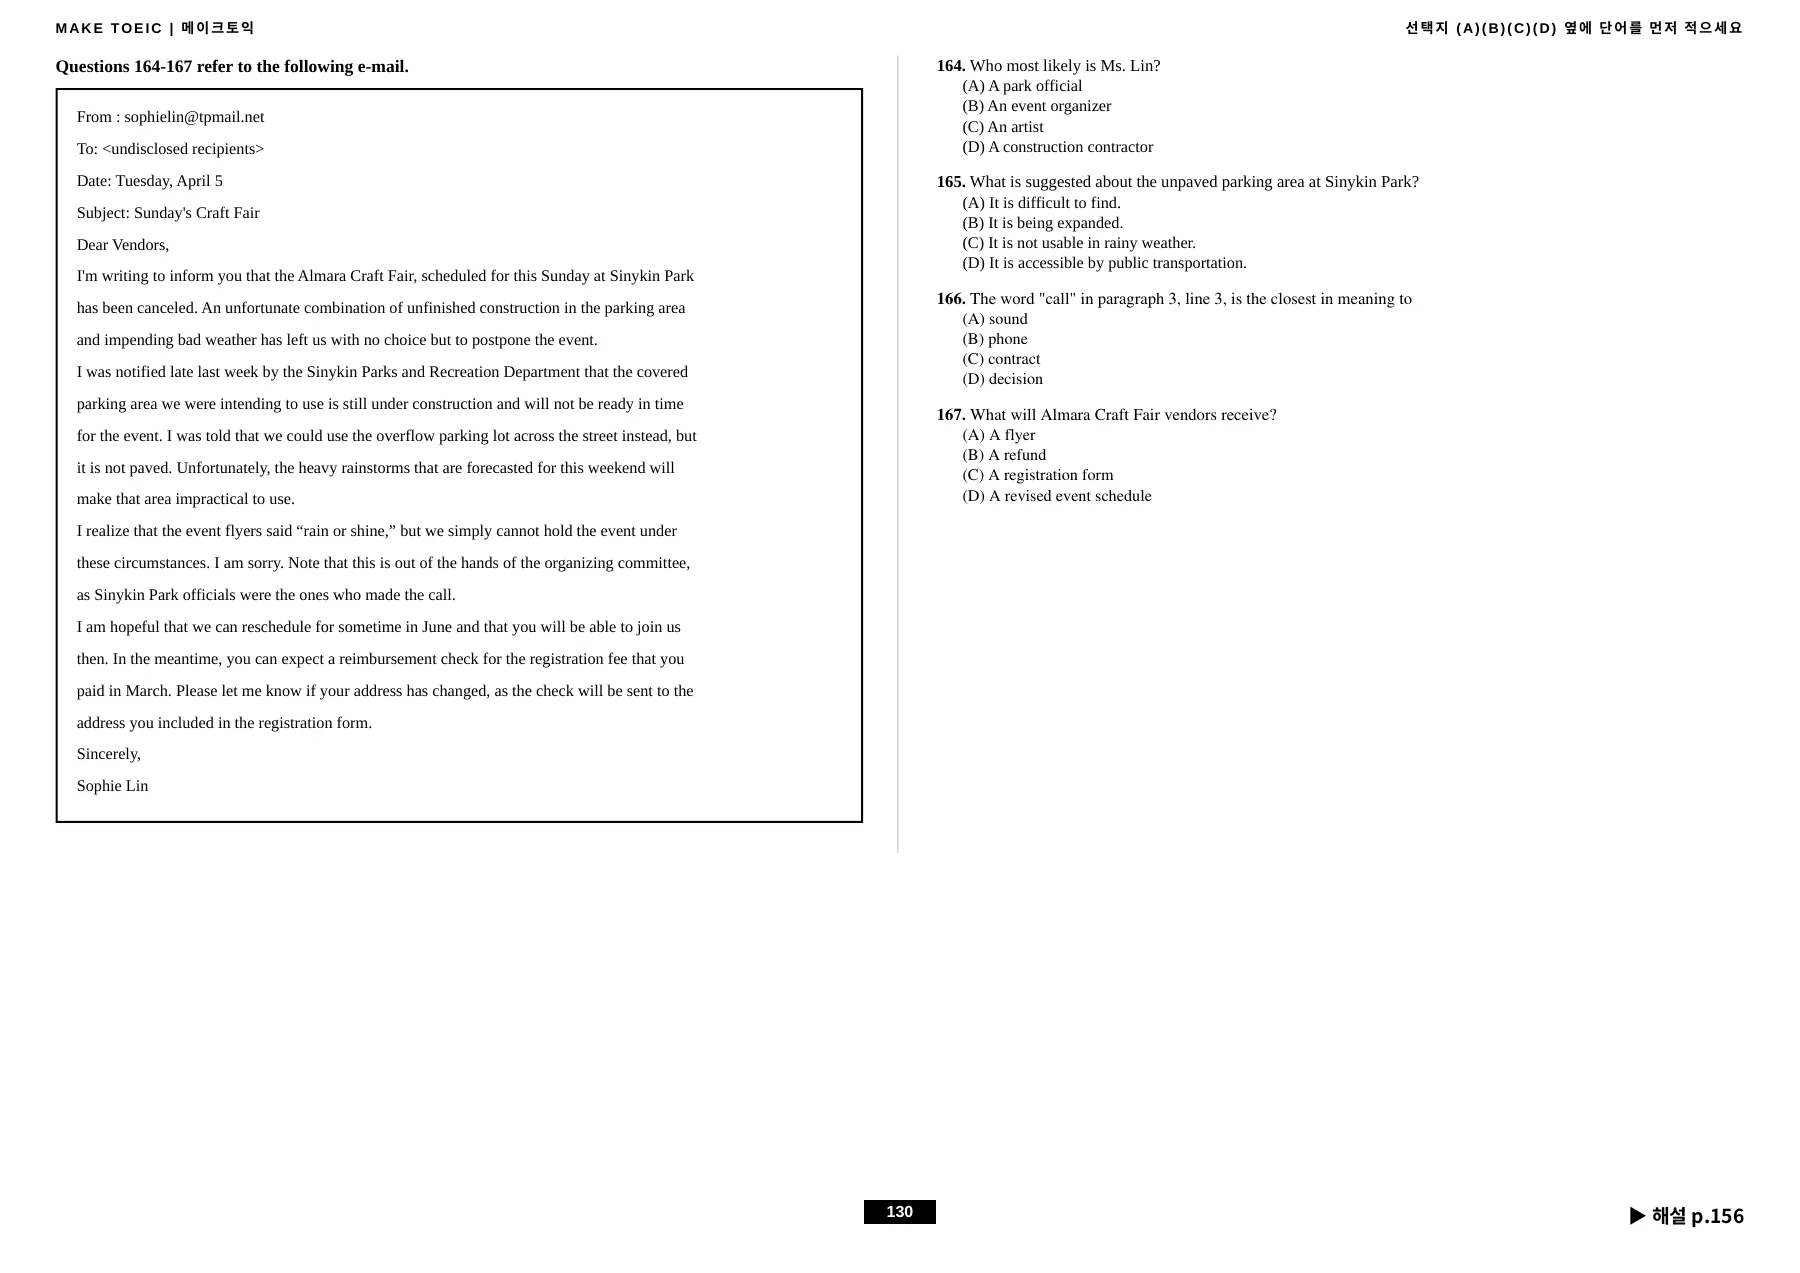 MAKE TOEIC | 메이크토익
선택지 (A)(B)(C)(D) 옆에 단어를 먼저 적으세요
Questions 164-167 refer to the following e-mail.
From : sophielin@tpmail.net
To: <undisclosed recipients>
Date: Tuesday, April 5
Subject: Sunday's Craft Fair
Dear Vendors,
I'm writing to inform you that the Almara Craft Fair, scheduled for this Sunday at Sinykin Park
has been canceled. An unfortunate combination of unfinished construction in the parking area
and impending bad weather has left us with no choice but to postpone the event.
I was notified late last week by the Sinykin Parks and Recreation Department that the covered
parking area we were intending to use is still under construction and will not be ready in time
for the event. I was told that we could use the overflow parking lot across the street instead, but
it is not paved. Unfortunately, the heavy rainstorms that are forecasted for this weekend will
make that area impractical to use.
I realize that the event flyers said “rain or shine,” but we simply cannot hold the event under
these circumstances. I am sorry. Note that this is out of the hands of the organizing committee,
as Sinykin Park officials were the ones who made the call.
I am hopeful that we can reschedule for sometime in June and that you will be able to join us
then. In the meantime, you can expect a reimbursement check for the registration fee that you
paid in March. Please let me know if your address has changed, as the check will be sent to the
address you included in the registration form.
Sincerely,
Sophie Lin
164. Who most likely is Ms. Lin?
(A) A park official
(B) An event organizer
(C) An artist
(D) A construction contractor
165. What is suggested about the unpaved parking area at Sinykin Park?
(A) It is difficult to find.
(B) It is being expanded.
(C) It is not usable in rainy weather.
(D) It is accessible by public transportation.
166. The word "call" in paragraph 3, line 3, is the closest in meaning to
(A) sound
(B) phone
(C) contract
(D) decision
167. What will Almara Craft Fair vendors receive?
(A) A flyer
(B) A refund
(C) A registration form
(D) A revised event schedule
130
▶ 해설 p.156